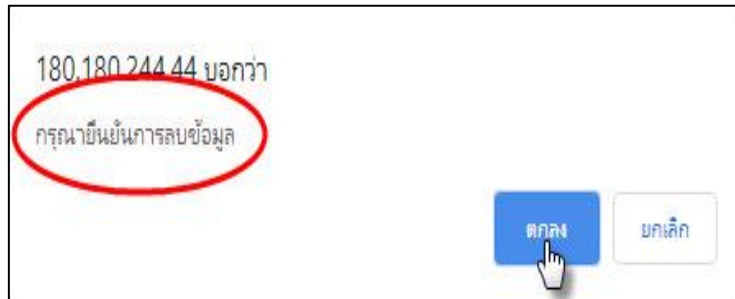 180.180.244.44 บอกว่า
กรุณายืนยันการลบข้อมูล
ตกลง
ยกเลิก